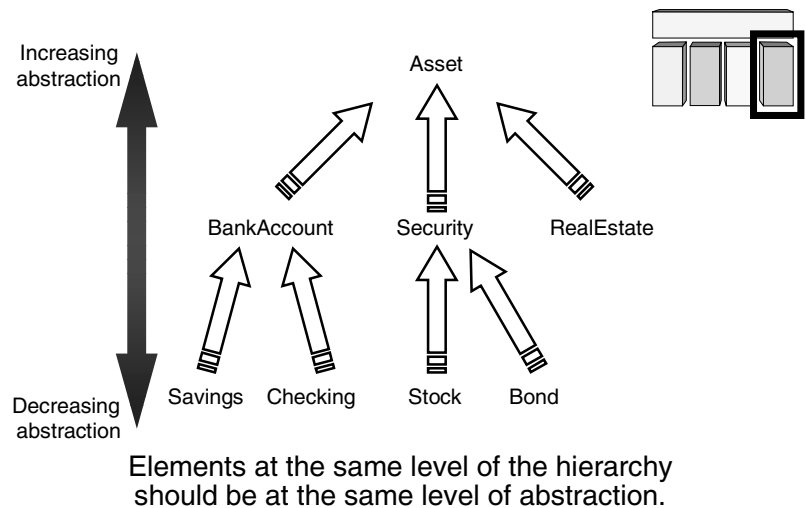 Increasing
abstraction
Asset
BankAccount
Security
RealEstate
Savings
Checking
Stock
Bond
Decreasing
abstraction
Elements at the same level of the hierarchy
should be at the same level of abstraction.